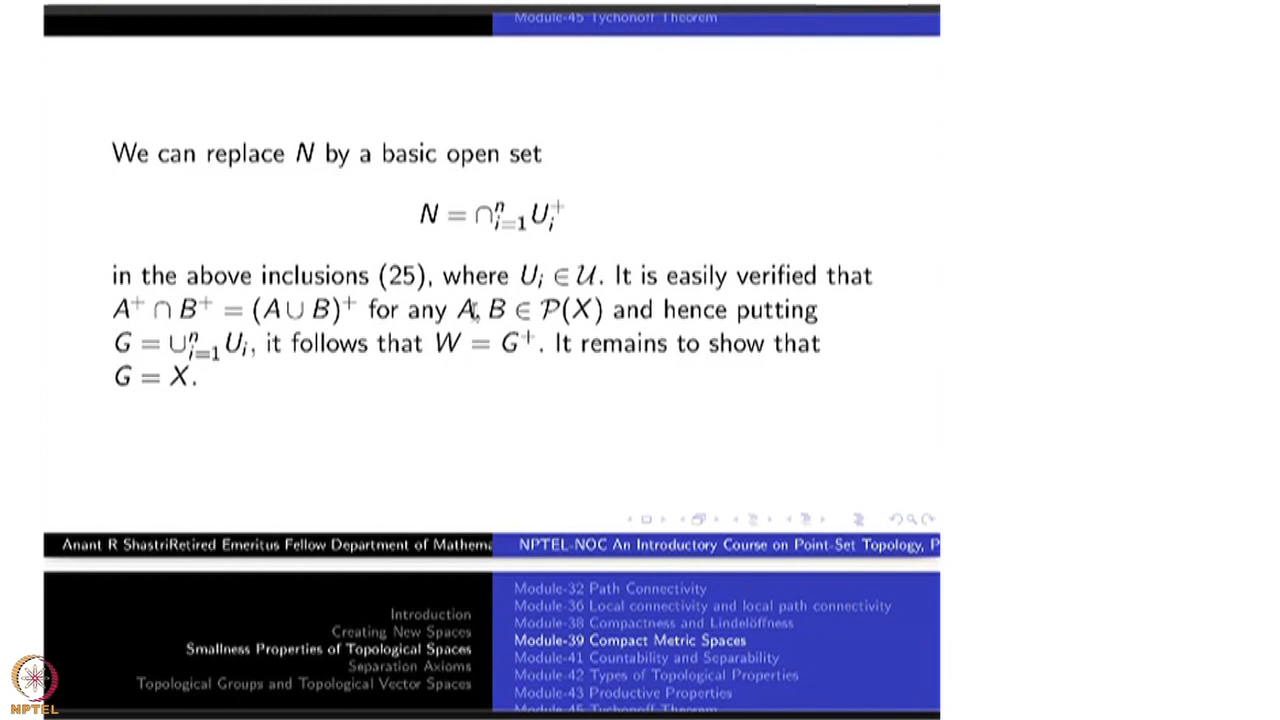 Module-45 Tychonoff Theorem
We can replace N by a basic open set
N = ∩ⁿᵢ₌₁ Uᵢ⁺
in the above inclusions (25), where Uᵢ ∈ 𝒰. It is easily verified that
A⁺ ∩ B⁺ = (A ∪ B)⁺ for any A, B ∈ 𝒫(X) and hence putting
G = ∪ⁿᵢ₌₁ Uᵢ, it follows that W = G⁺. It remains to show that
G = X.
Anant R ShastriRetired Emeritus Fellow Department of Mathema
NPTEL-NOC An Introductory Course on Point-Set Topology, P
Introduction
Creating New Spaces
Smallness Properties of Topological Spaces
Separation Axioms
Topological Groups and Topological Vector Spaces
Module-32 Path Connectivity
Module-36 Local connectivity and local path connectivity
Module-38 Compactness and Lindelöffness
Module-39 Compact Metric Spaces
Module-41 Countability and Separability
Module-42 Types of Topological Properties
Module-43 Productive Properties
Module-45 Tychonoff Theorem
NPTEL